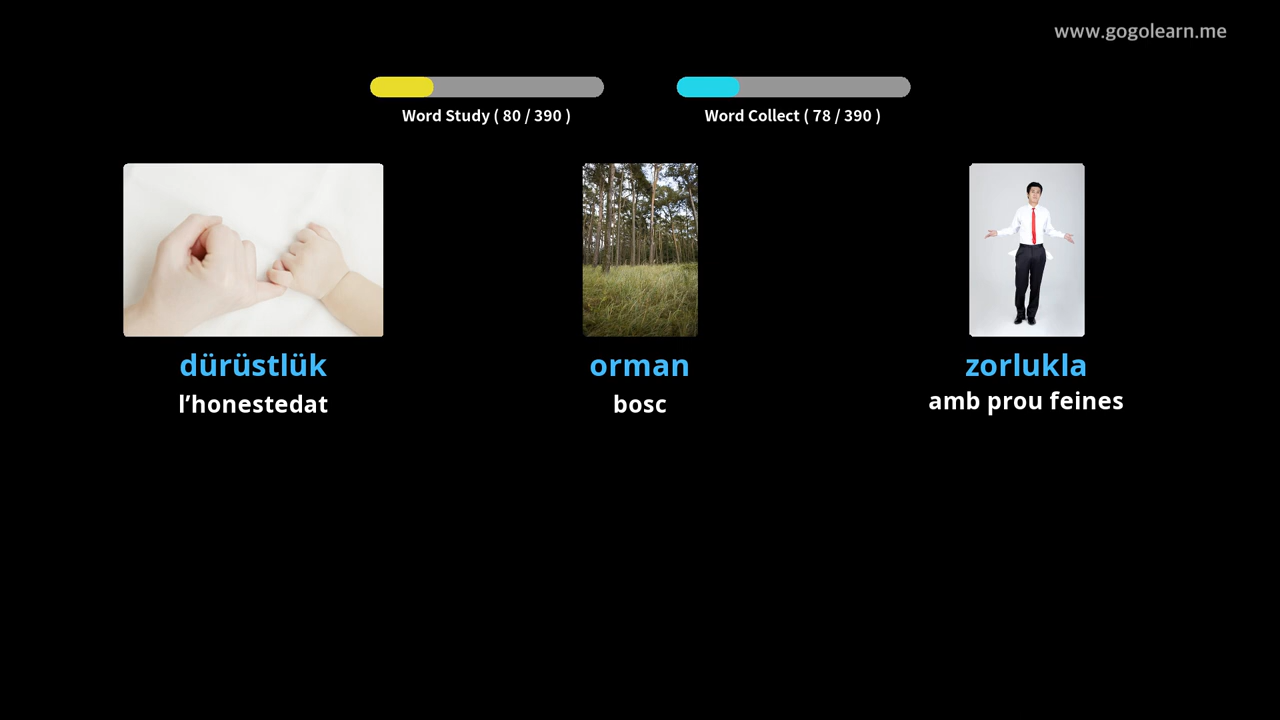 www.gogolearn.me
Word Study ( 80 / 390 )
Word Collect ( 78 / 390 )
dürüstlük
l’honestedat
orman
bosc
zorlukla
amb prou feines